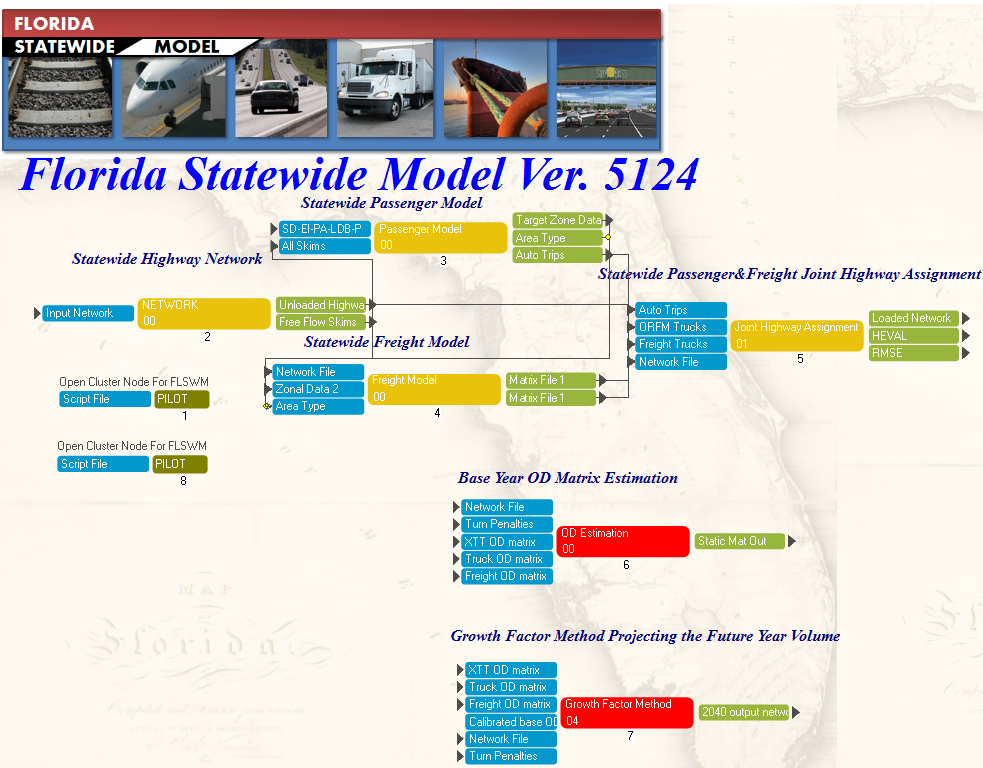 FLORIDA
STATEWIDE MODEL
Florida Statewide Model Ver. 5124
Statewide Passenger Model
SD-EI-PA-LDB-P
All Skims
Passenger Model
00
3
Target Zone Data
Area Type
Auto Trips
Statewide Highway Network
Input Network
NETWORK
00
2
Unloaded Highwa
Free Flow Skims
Statewide Passenger&Freight Joint Highway Assignment
Auto Trips
ORFM Trucks
Freight Trucks
Network File
Joint Highway Assignment
01
5
Loaded Network
HEVAL
RMSE
Statewide Freight Model
Network File
Zonal Data 2
Area Type
Freight Model
00
4
Matrix File 1
Matrix File 1
Open Cluster Node For FLSWM
Script File
PILOT
1
Open Cluster Node For FLSWM
Script File
PILOT
8
Base Year OD Matrix Estimation
Network File
Turn Penalties
XTT OD matrix
Truck OD matrix
Freight OD matrix
OD Estimation
00
6
Static Mat Out
MAP
OF
Florida
Growth Factor Method Projecting the Future Year Volume
XTT OD matrix
Truck OD matrix
Freight OD matrix
Calibrated base OD
Network File
Turn Penalties
Growth Factor Method
04
7
2040 output netwo